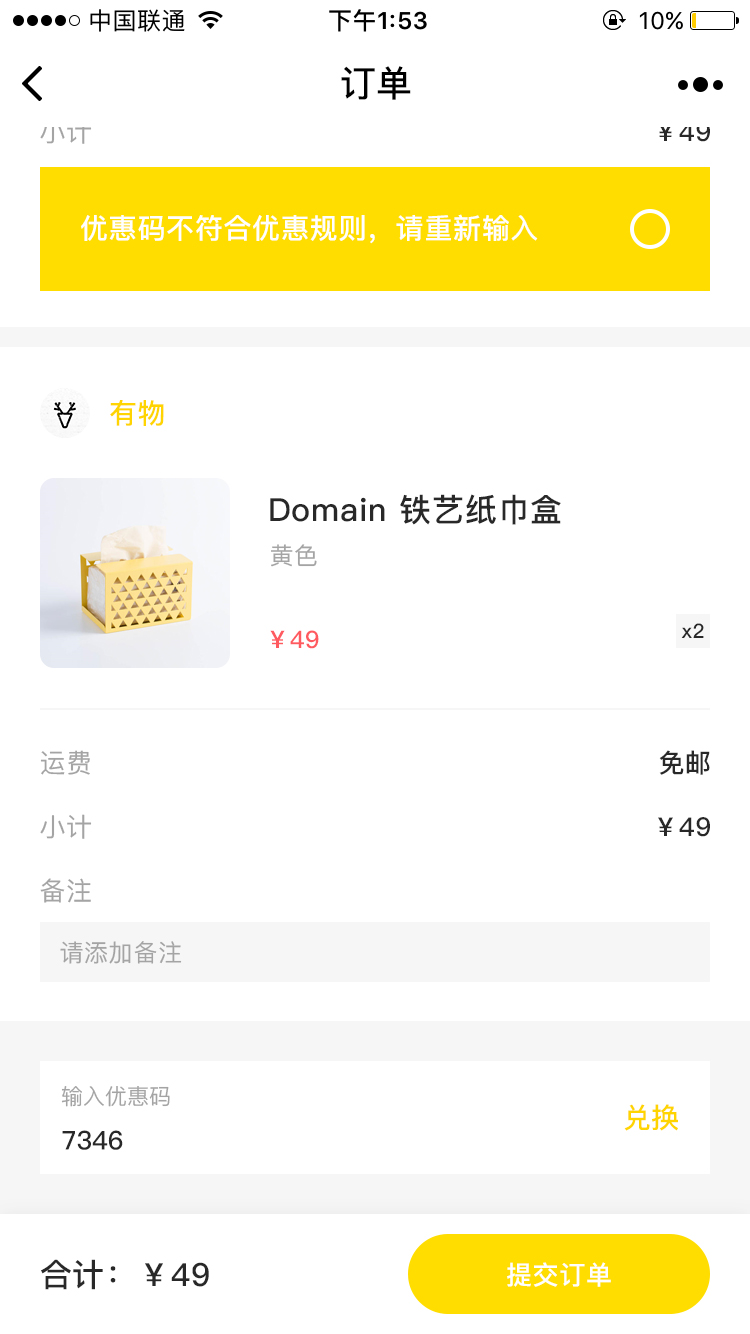 中国联通
下午1:53
10%
订单
小计
¥ 49
优惠码不符合优惠规则，请重新输入
有物
Domain 铁艺纸巾盒
黄色
¥ 49
x2
运费
免邮
小计
¥ 49
备注
请添加备注
输入优惠码
7346
兑换
合计： ¥ 49
提交订单